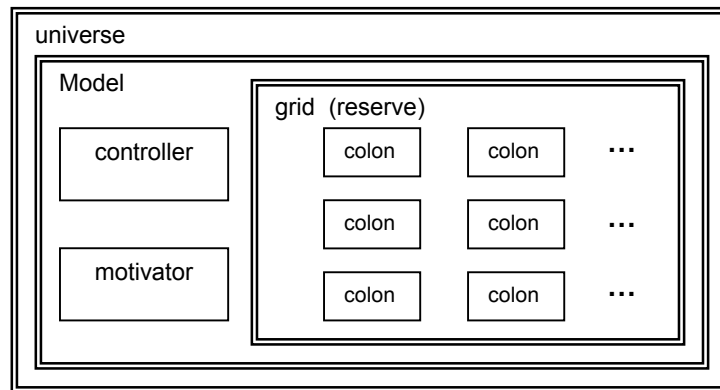 universe
Model
grid (reserve)
controller
colon colon ...
colon colon ...
motivator
colon colon ...